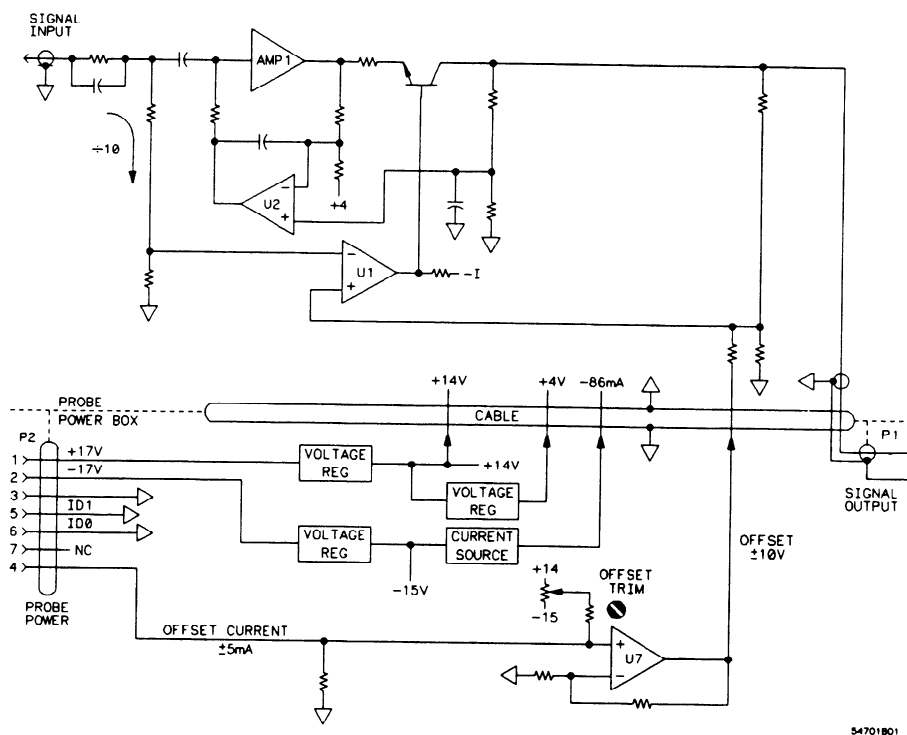 SIGNAL
INPUT
AMP1
÷10
U2
+4
U1
-I
+14V
+4V
-86mA
PROBE
POWER BOX
CABLE
P2
P1
1
+17V
2
-17V
3
5
ID1
6
ID0
7
NC
4
VOLTAGE
REG
+14V
VOLTAGE
REG
VOLTAGE
REG
CURRENT
SOURCE
-15V
SIGNAL
OUTPUT
OFFSET
±10V
+14
-15
OFFSET
TRIM
PROBE
POWER
OFFSET CURRENT
±5mA
+
U7
-
54701B01